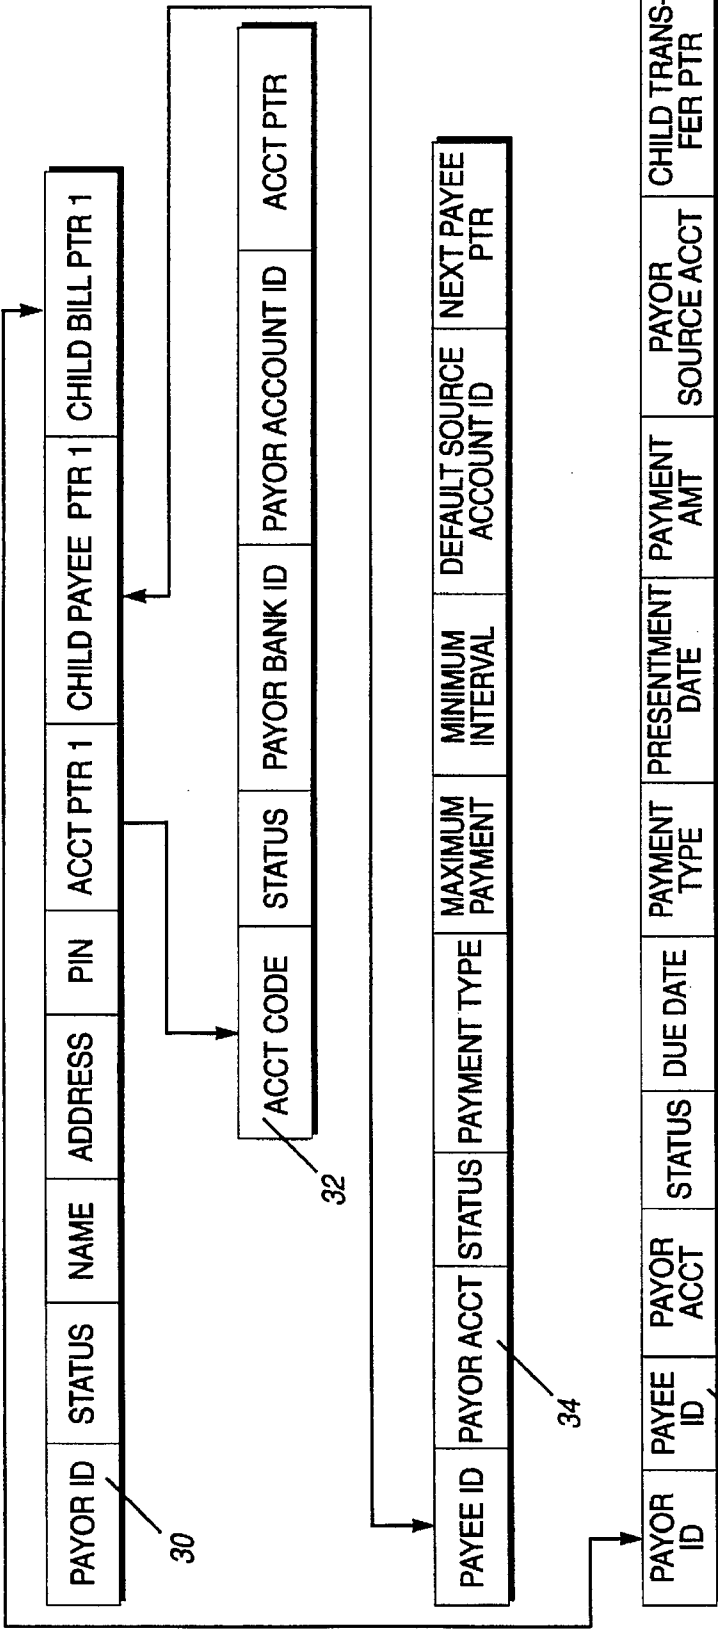 PAYOR ID STATUS NAME ADDRESS PIN ACCT PTR 1 CHILD PAYEE PTR 1 CHILD BILL PTR 1
30
ACCT CODE STATUS PAYOR BANK ID PAYOR ACCOUNT ID ACCT PTR
32
PAYEE ID
PAYOR ACCT
STATUS
PAYMENT TYPE
MAXIMUM
PAYMENT
MINIMUM
INTERVAL
DEFAULT SOURCE
ACCOUNT ID
NEXT PAYEE
PTR
34
PAYOR
ID
PAYEE
ID
PAYOR
ACCT
STATUS
DUE DATE
PAYMENT
TYPE
PRESENTMENT
DATE
PAYMENT
AMT
PAYOR
SOURCE ACCT
CHILD TRANS-
FER PTR